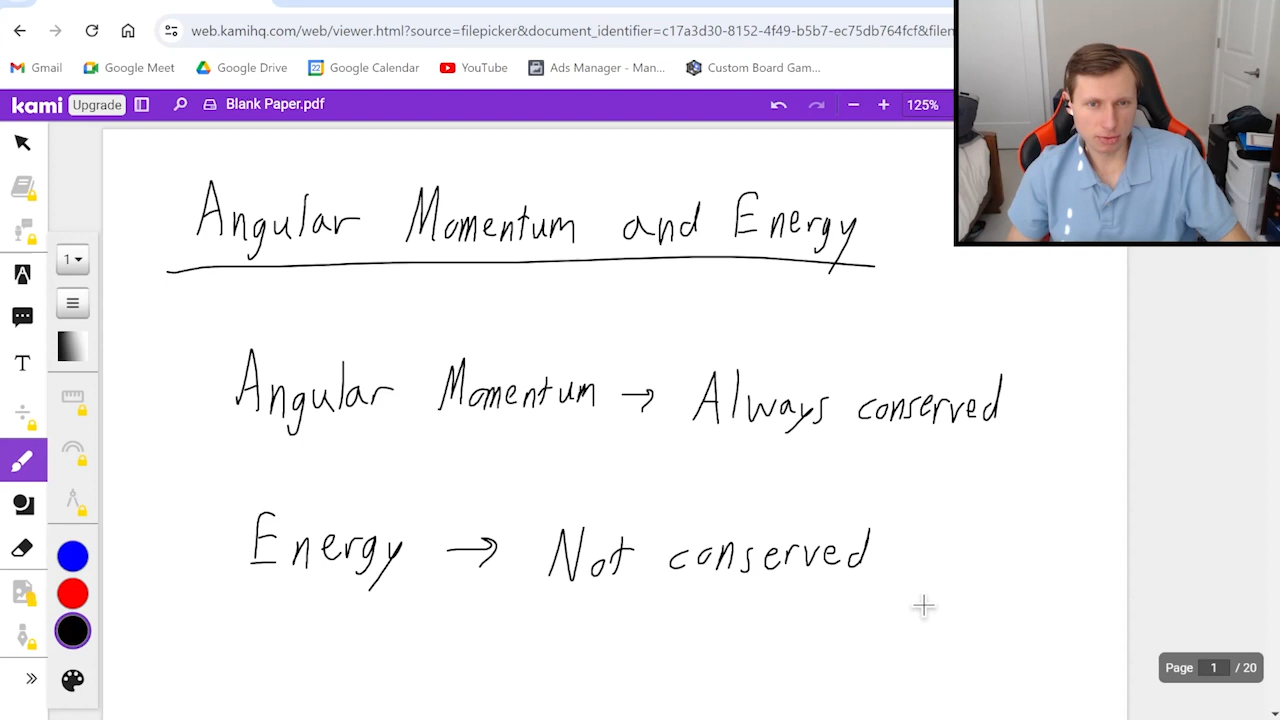 web.kamihq.com/web/viewer.html?source=filepicker&document_identifier=c17a3d30-8152-4f49-b5b7-ec75db764fcf&filen
Gmail Google Meet Google Drive 22 Google Calendar YouTube Ads Manager - Man... Custom Board Gam...
kami Upgrade Blank Paper.pdf 125%
Angular Momentum and Energy
1
Angular Momentum → Always conserved
A
T
Energy → Not conserved
Page 1 / 20